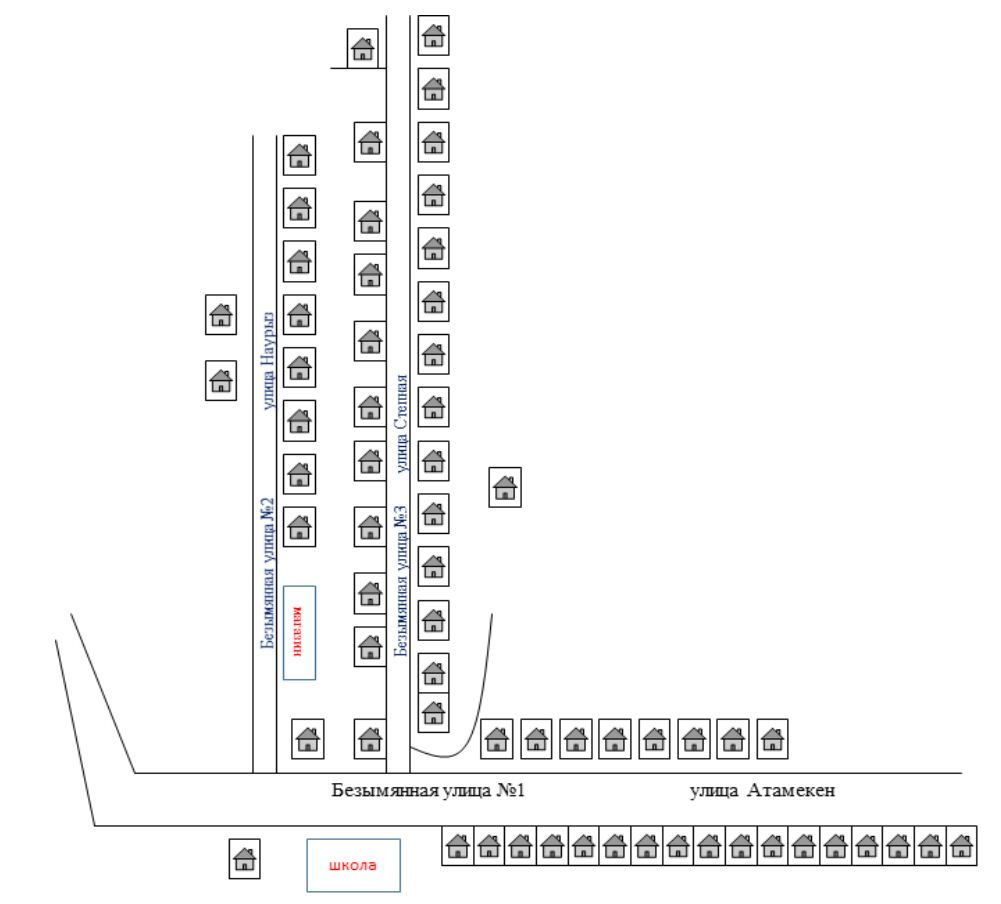 улица Наурыз
улица Степная
Безымянная улица №2
Безымянная улица №3
магазин
Безымянная улица №1
улица Атамекен
школа